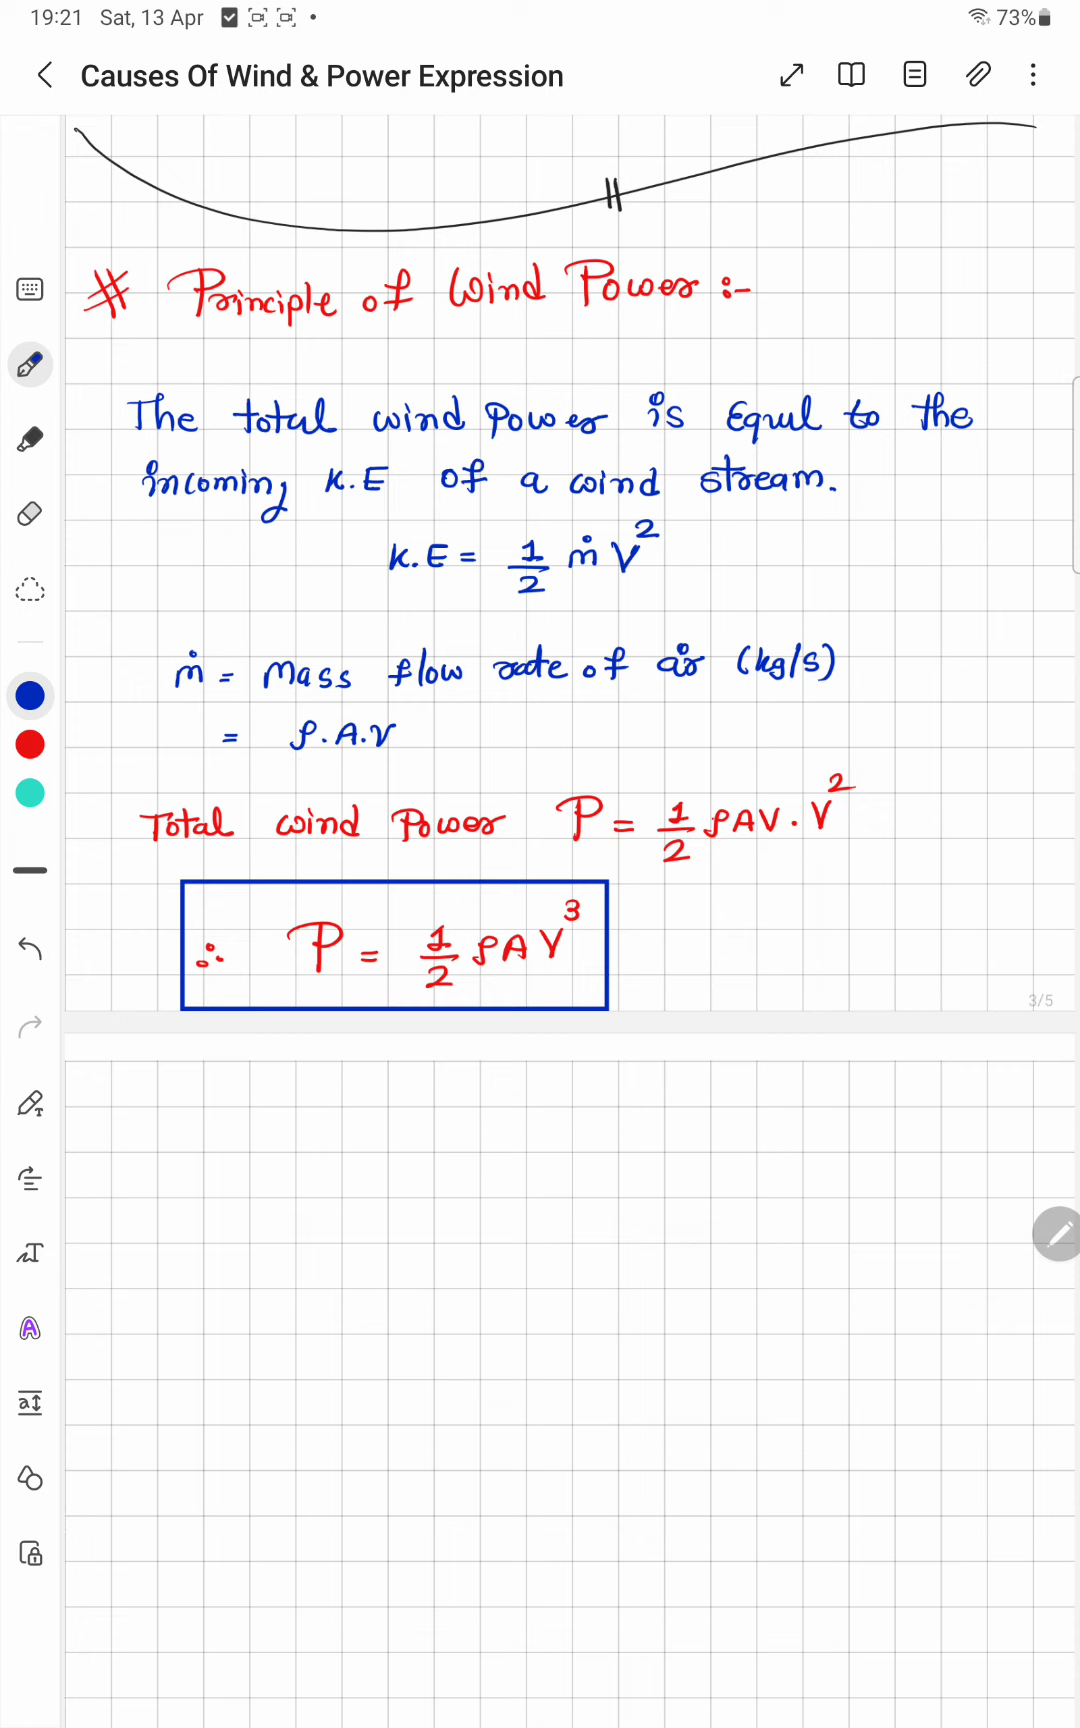 19:21 Sat, 13 Apr
73%
Causes Of Wind & Power Expression
# Principle of Wind Power :-
The total wind Power is Equl to the
incoming K.E of a wind stream.
K.E = 1/2 ṁ V²
ṁ = Mass flow rate of air (kg/s)
= ρ.A.V
Total wind Power P = 1/2 ρAV . V²
∴ P = 1/2 ρAV³
3/5